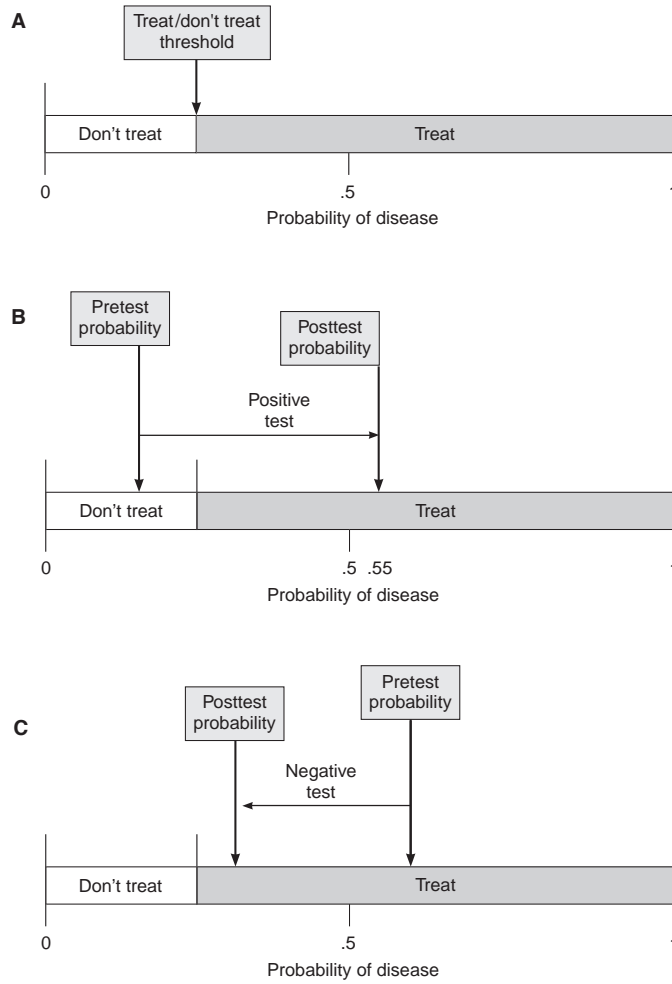 A
Treat/don't treat
threshold
Don't treat
Treat
0
.5
Probability of disease
B
Pretest
probability
Posttest
probability
Positive
test
Don't treat
Treat
0
.5 .55
Probability of disease
C
Posttest
probability
Pretest
probability
Negative
test
Don't treat
Treat
0
.5
Probability of disease